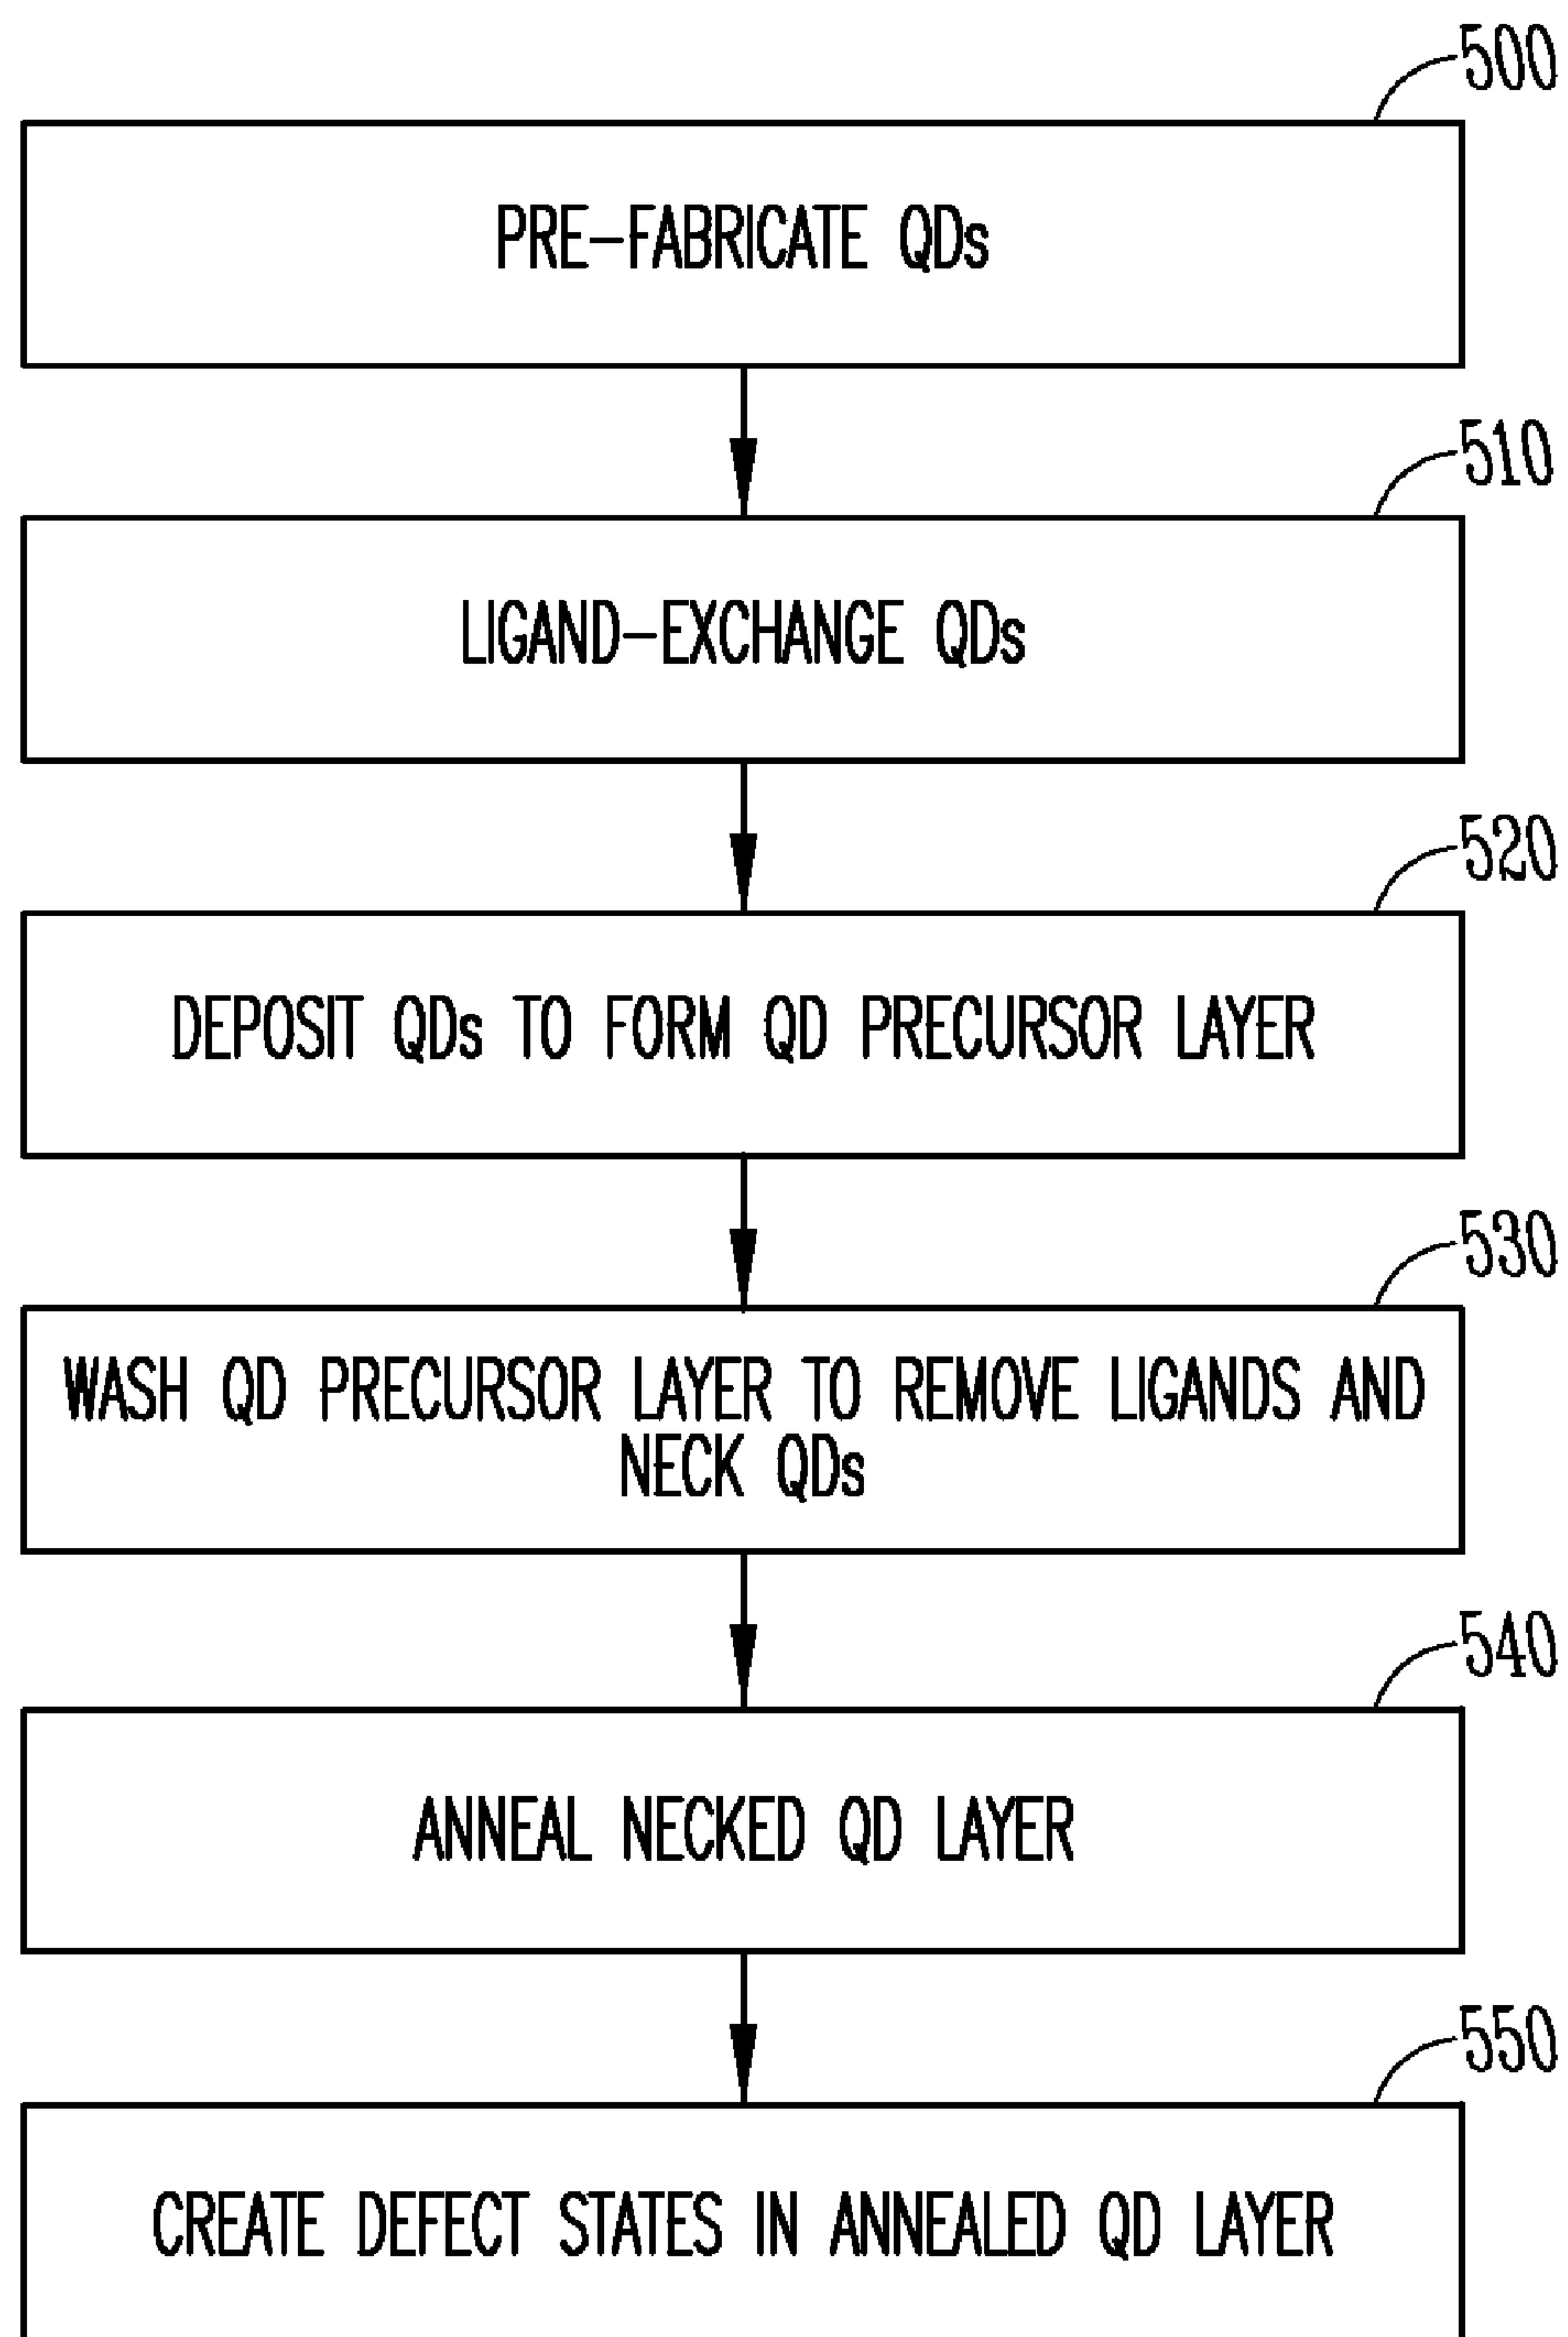 500
PRE-FABRICATE QDs
510
LIGAND-EXCHANGE QDs
520
DEPOSIT QDs TO FORM QD PRECURSOR LAYER
530
WASH QD PRECURSOR LAYER TO REMOVE LIGANDS AND
NECK QDs
540
ANNEAL NECKED QD LAYER
550
CREATE DEFECT STATES IN ANNEALED QD LAYER